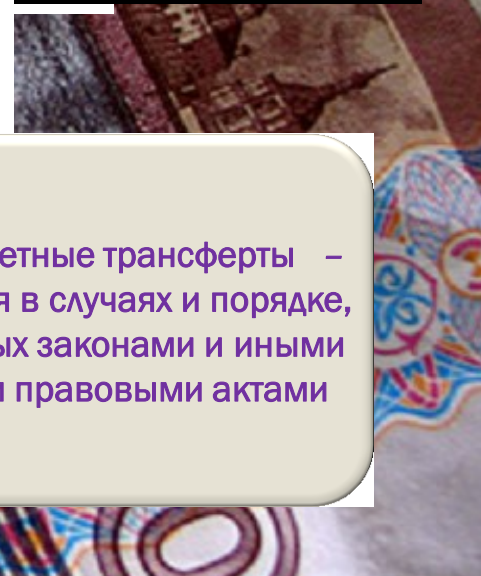 етные трансферты –
я в случаях и порядке,
ых законами и иными
и правовыми актами